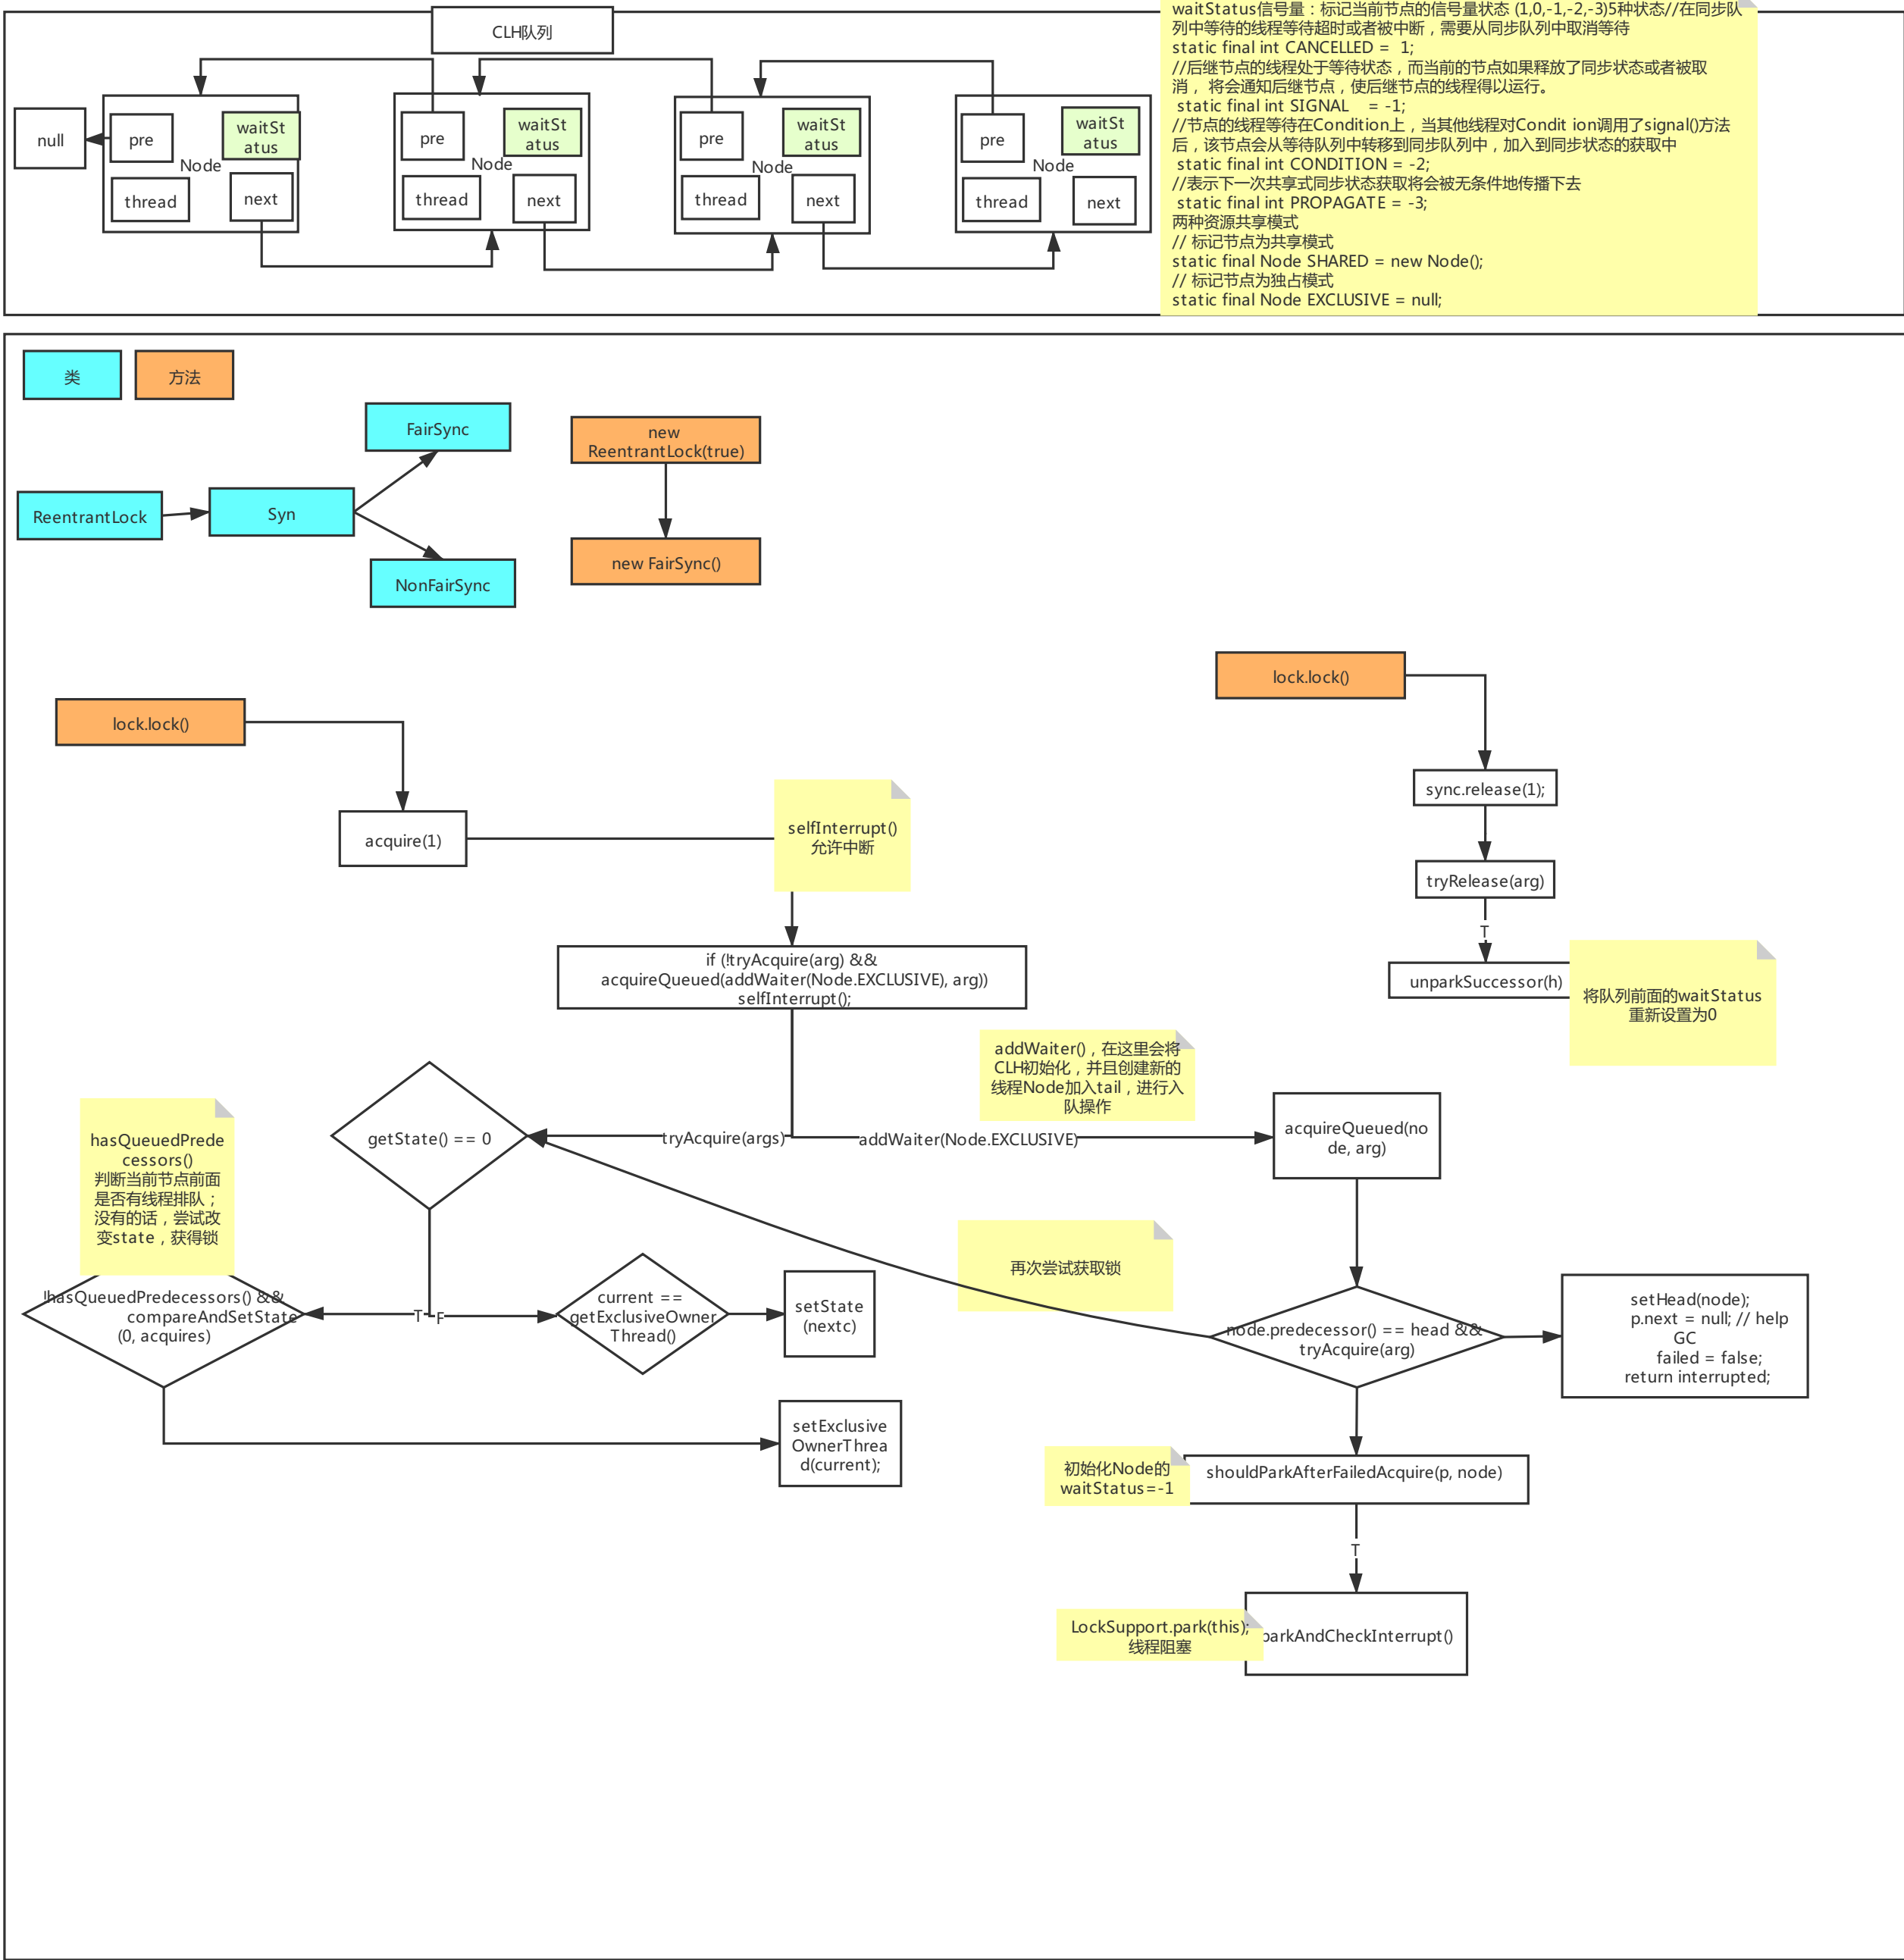 CLH队列
null
pre
waitSt
atus
Node
thread
next
pre
waitSt
atus
Node
thread
next
pre
waitSt
atus
Node
thread
next
pre
waitSt
atus
Node
thread
next
waitStatus信号量：标记当前节点的信号量状态 (1,0,-1,-2,-3)5种状态//在同步队
列中等待的线程等待超时或者被中断，需要从同步队列中取消等待
static final int CANCELLED =  1;
//后继节点的线程处于等待状态，而当前的节点如果释放了同步状态或者被取
消， 将会通知后继节点，使后继节点的线程得以运行。
static final int SIGNAL    = -1;
//节点的线程等待在Condition上，当其他线程对Condit ion调用了signal()方法
后，该节点会从等待队列中转移到同步队列中，加入到同步状态的获取中
static final int CONDITION = -2;
//表示下一次共享式同步状态获取将会被无条件地传播下去
static final int PROPAGATE = -3;
两种资源共享模式
// 标记节点为共享模式
static final Node SHARED = new Node();
// 标记节点为独占模式
static final Node EXCLUSIVE = null;
类
方法
FairSync
ReentrantLock
Syn
NonFairSync
new
ReentrantLock(true)
new FairSync()
lock.lock()
acquire(1)
selfInterrupt()
允许中断
if (!tryAcquire(arg) &&
acquireQueued(addWaiter(Node.EXCLUSIVE), arg))
selfInterrupt();
lock.lock()
sync.release(1);
tryRelease(arg)
T
unparkSuccessor(h)
将队列前面的waitStatus
重新设置为0
addWaiter()，在这里会将
CLH初始化，并且创建新的
线程Node加入tail，进行入
队操作
getState() == 0
tryAcquire(args)
addWaiter(Node.EXCLUSIVE)
acquireQueued(no
de, arg)
hasQueuedPrede
cessors()
判断当前节点前面
是否有线程排队；
没有的话，尝试改
变state，获得锁
!hasQueuedPredecessors() &&
compareAndSetState
(0, acquires)
T
F
current ==
getExclusiveOwner
Thread()
setState
(nextc)
再次尝试获取锁
node.predecessor() == head &&
tryAcquire(arg)
setHead(node);
p.next = null; // help
GC
failed = false;
return interrupted;
setExclusive
OwnerThrea
d(current);
初始化Node的
waitStatus=-1
shouldParkAfterFailedAcquire(p, node)
T
LockSupport.park(this);
线程阻塞
parkAndCheckInterrupt()